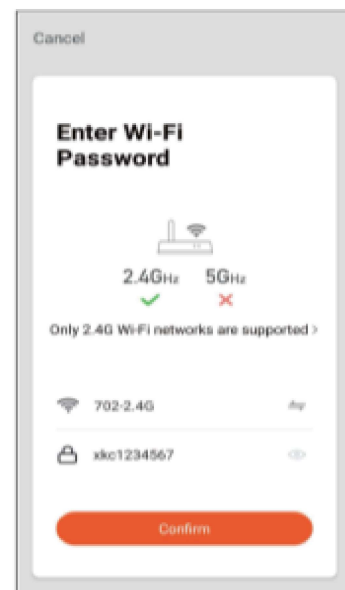 Cancel
Enter Wi-Fi
Password
2.4GHz 5GHz
Only 2.4G Wi-Fi networks are supported >
702-2.4G
xkc1234567
Confirm